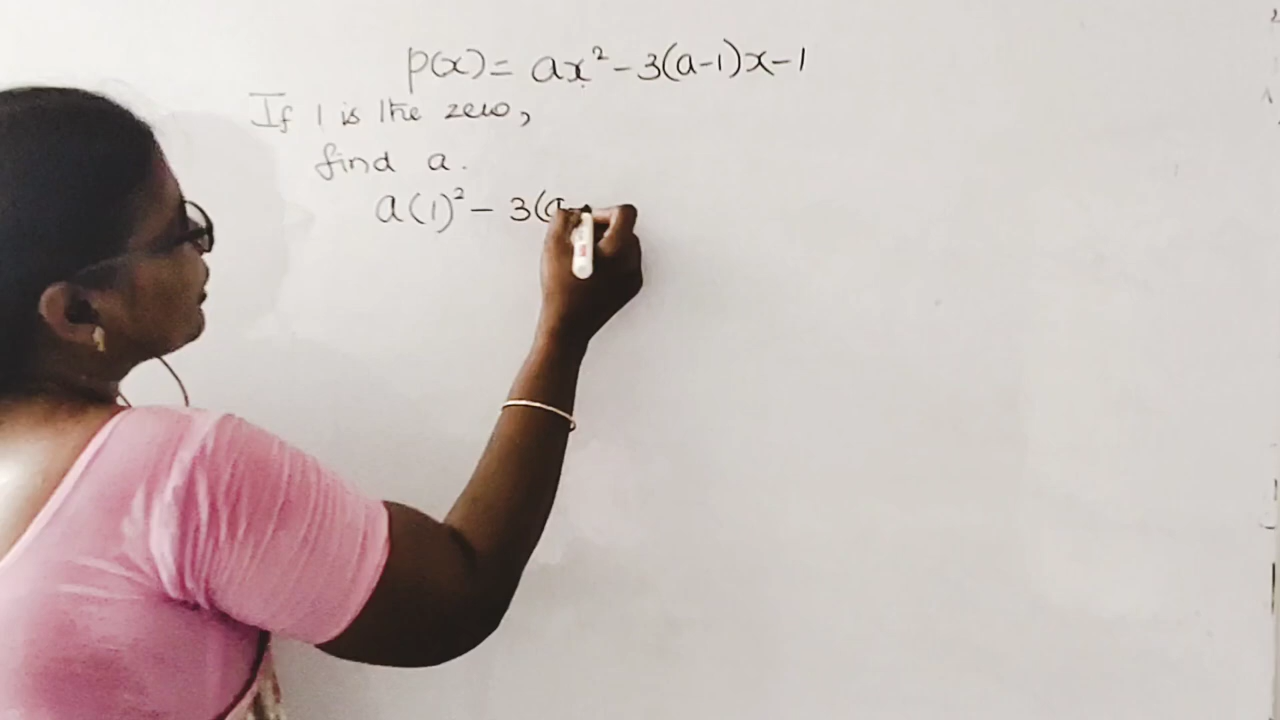 p(x) = ax² - 3(a-1)x - 1
If 1 is the zero,
find a.
a(1)² - 3(a